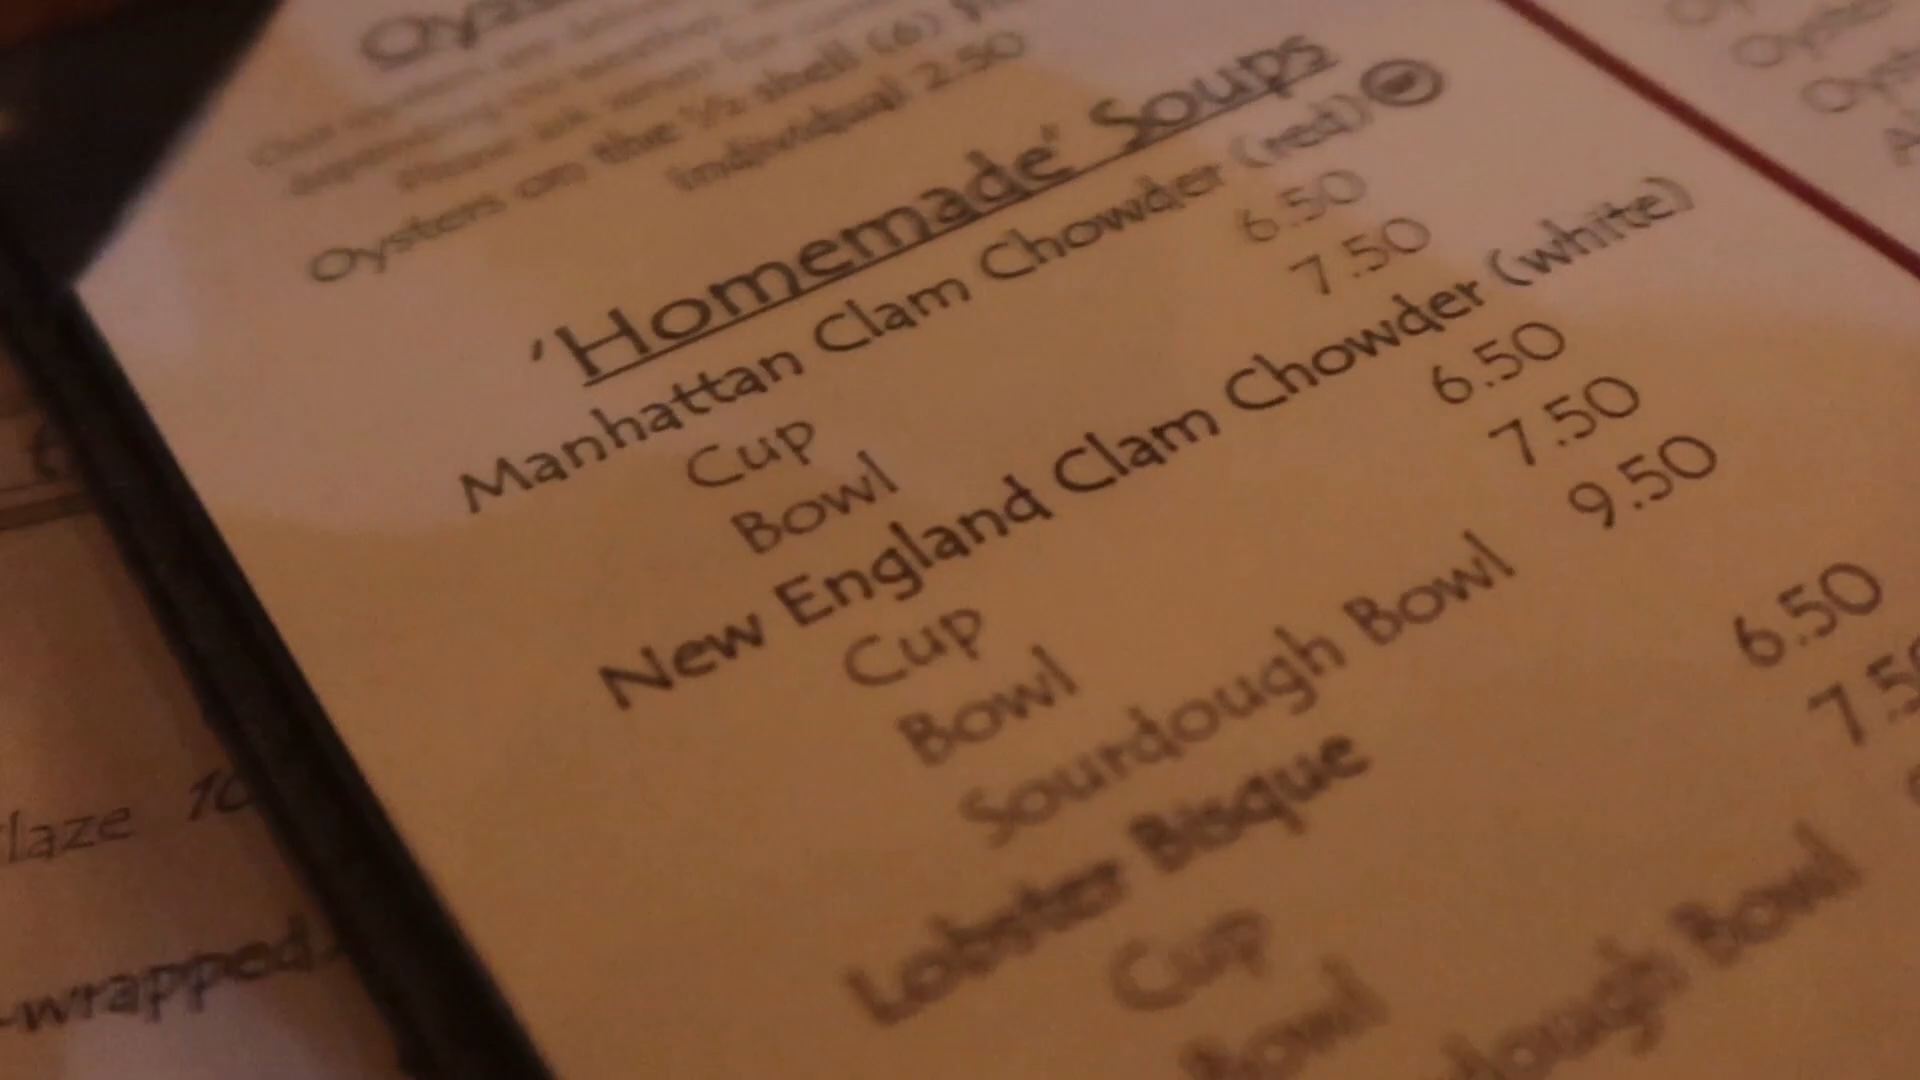 Oysters on the ½ shell (6)
Individual 2.50
'Homemade' Soups
Manhattan Clam Chowder (red)
Cup 6.50
Bowl 7.50
New England Clam Chowder (white)
Cup 6.50
Bowl 7.50
Sourdough Bowl 9.50
Lobster Bisque
Cup 6.50
Bowl
Bowl
-wrapped